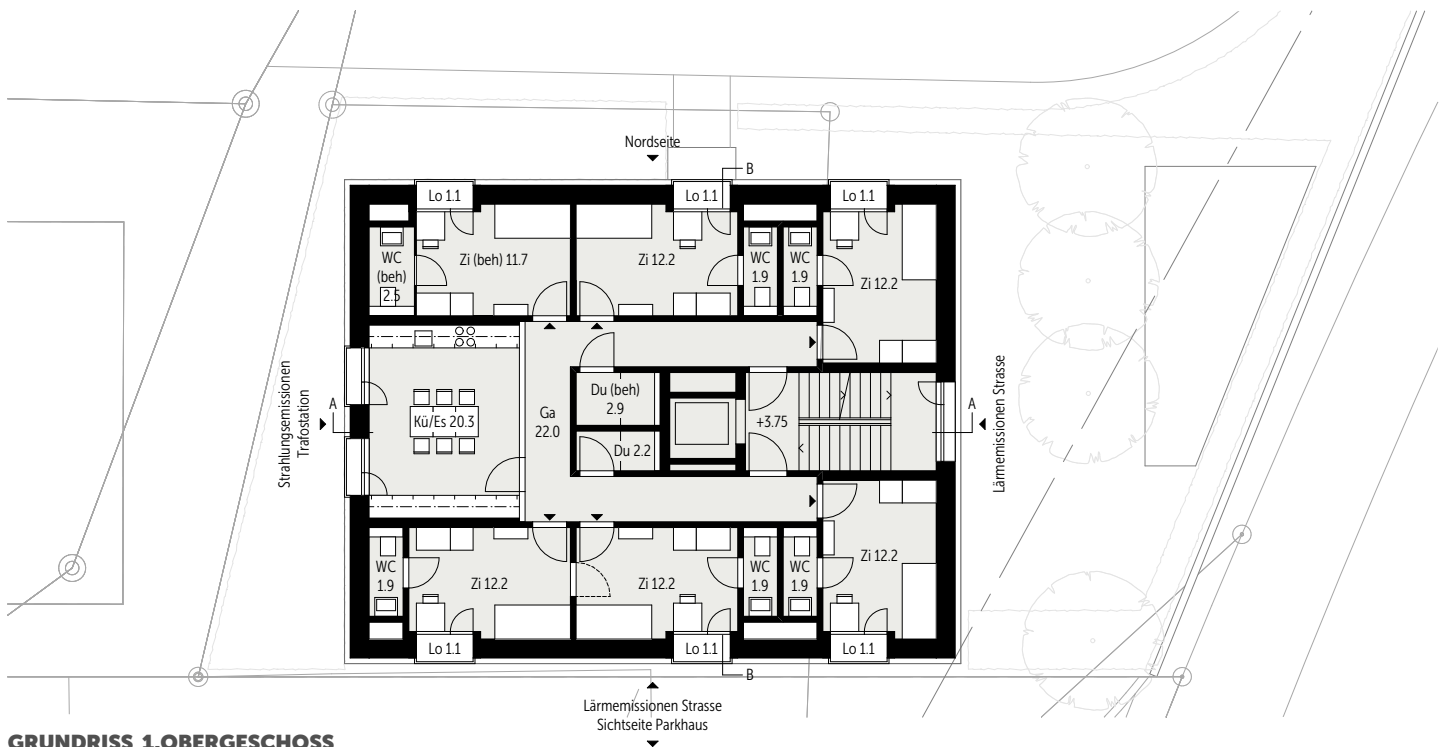 Nordseite
B
Lo 1.1
Lo 1.1
Lo 1.1
WC
(beh)
2.5
Zi (beh) 11.7
Zi 12.2
WC
1.9
WC
1.9
Zi 12.2
Strahlungsemissionen
Trafostation
A
Kü/Es 20.3
Ga
22.0
Du (beh)
2.9
Du 2.2
+3.75
A
Lärmemissionen Strasse
WC
1.9
Zi 12.2
Zi 12.2
WC
1.9
WC
1.9
Zi 12.2
Lo 1.1
Lo 1.1
Lo 1.1
B
Lärmemissionen Strasse
Sichtseite Parkhaus
GRUNDRISS 1.OBERGESCHOSS